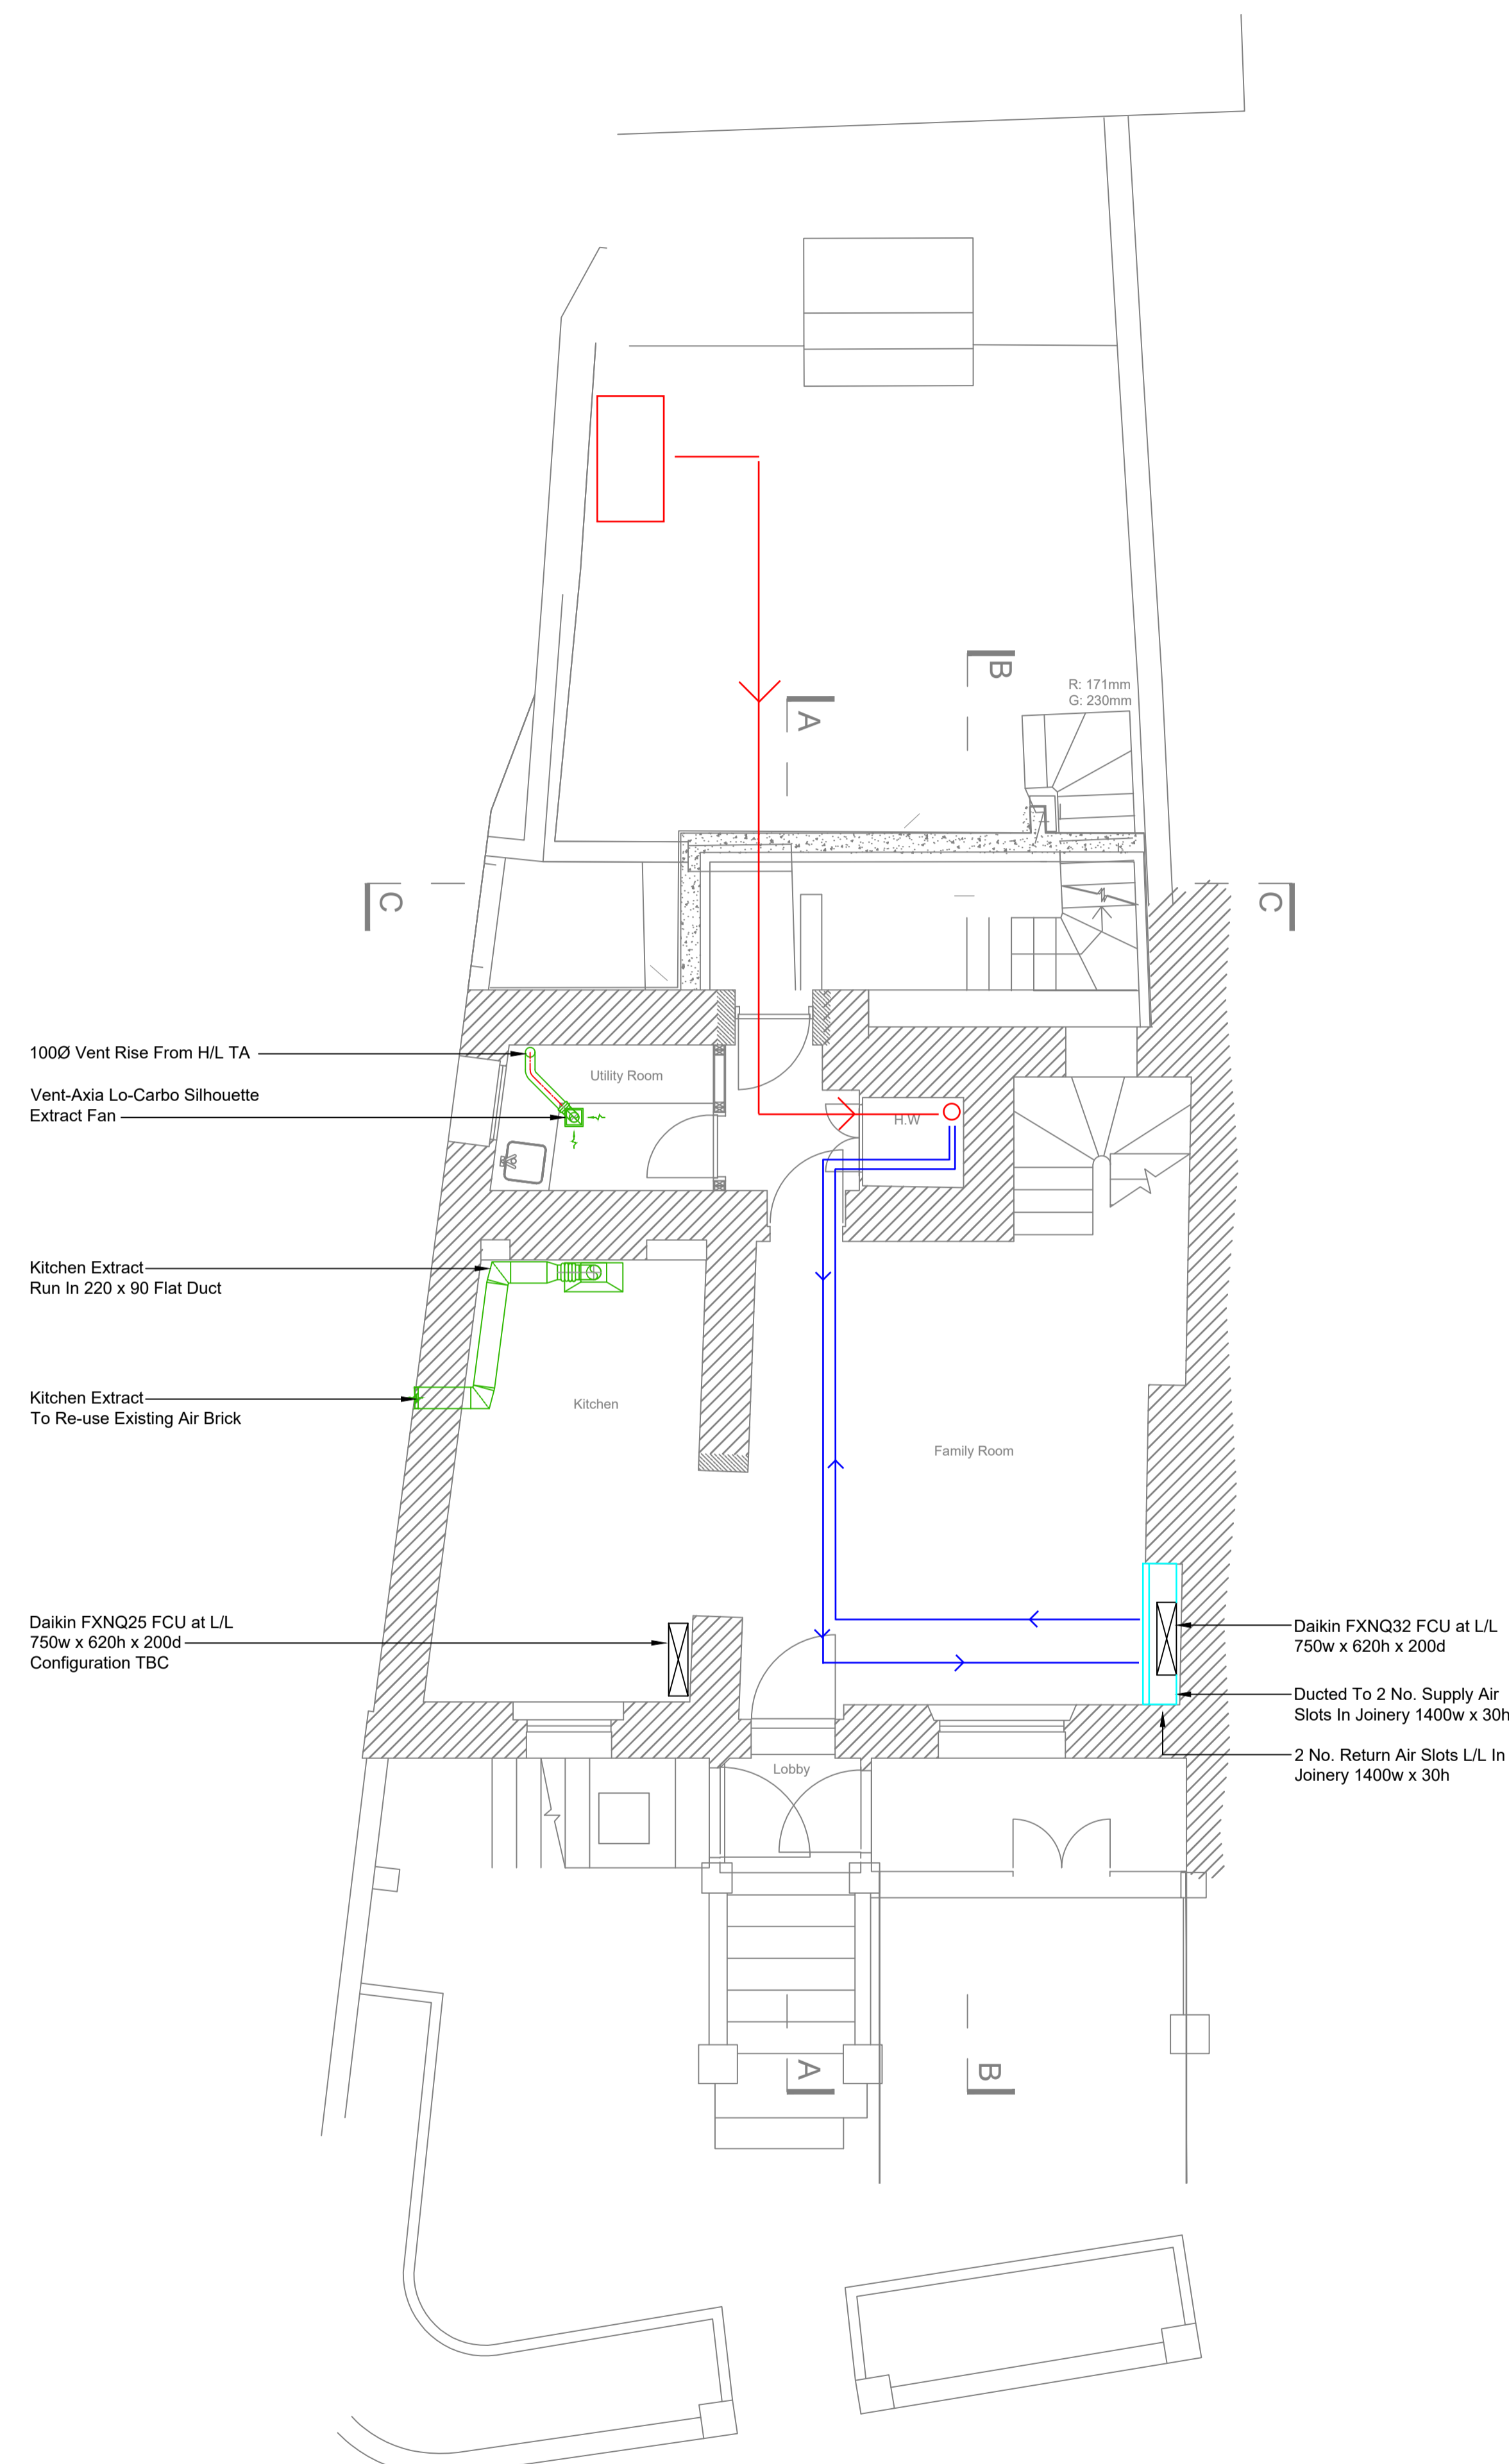 R: 171mm
G: 230mm
B
A
C
C
100Ø Vent Rise From H/L TA
Vent-Axia Lo-Carbo Silhouette
Extract Fan
Utility Room
H.W
Kitchen Extract
Run In 220 x 90 Flat Duct
Kitchen Extract
To Re-use Existing Air Brick
Kitchen
Family Room
Daikin FXNQ25 FCU at L/L
750w x 620h x 200d
Configuration TBC
Daikin FXNQ32 FCU at L/L
750w x 620h x 200d
Ducted To 2 No. Supply Air
Slots In Joinery 1400w x 30h
2 No. Return Air Slots L/L In
Joinery 1400w x 30h
Lobby
A
B